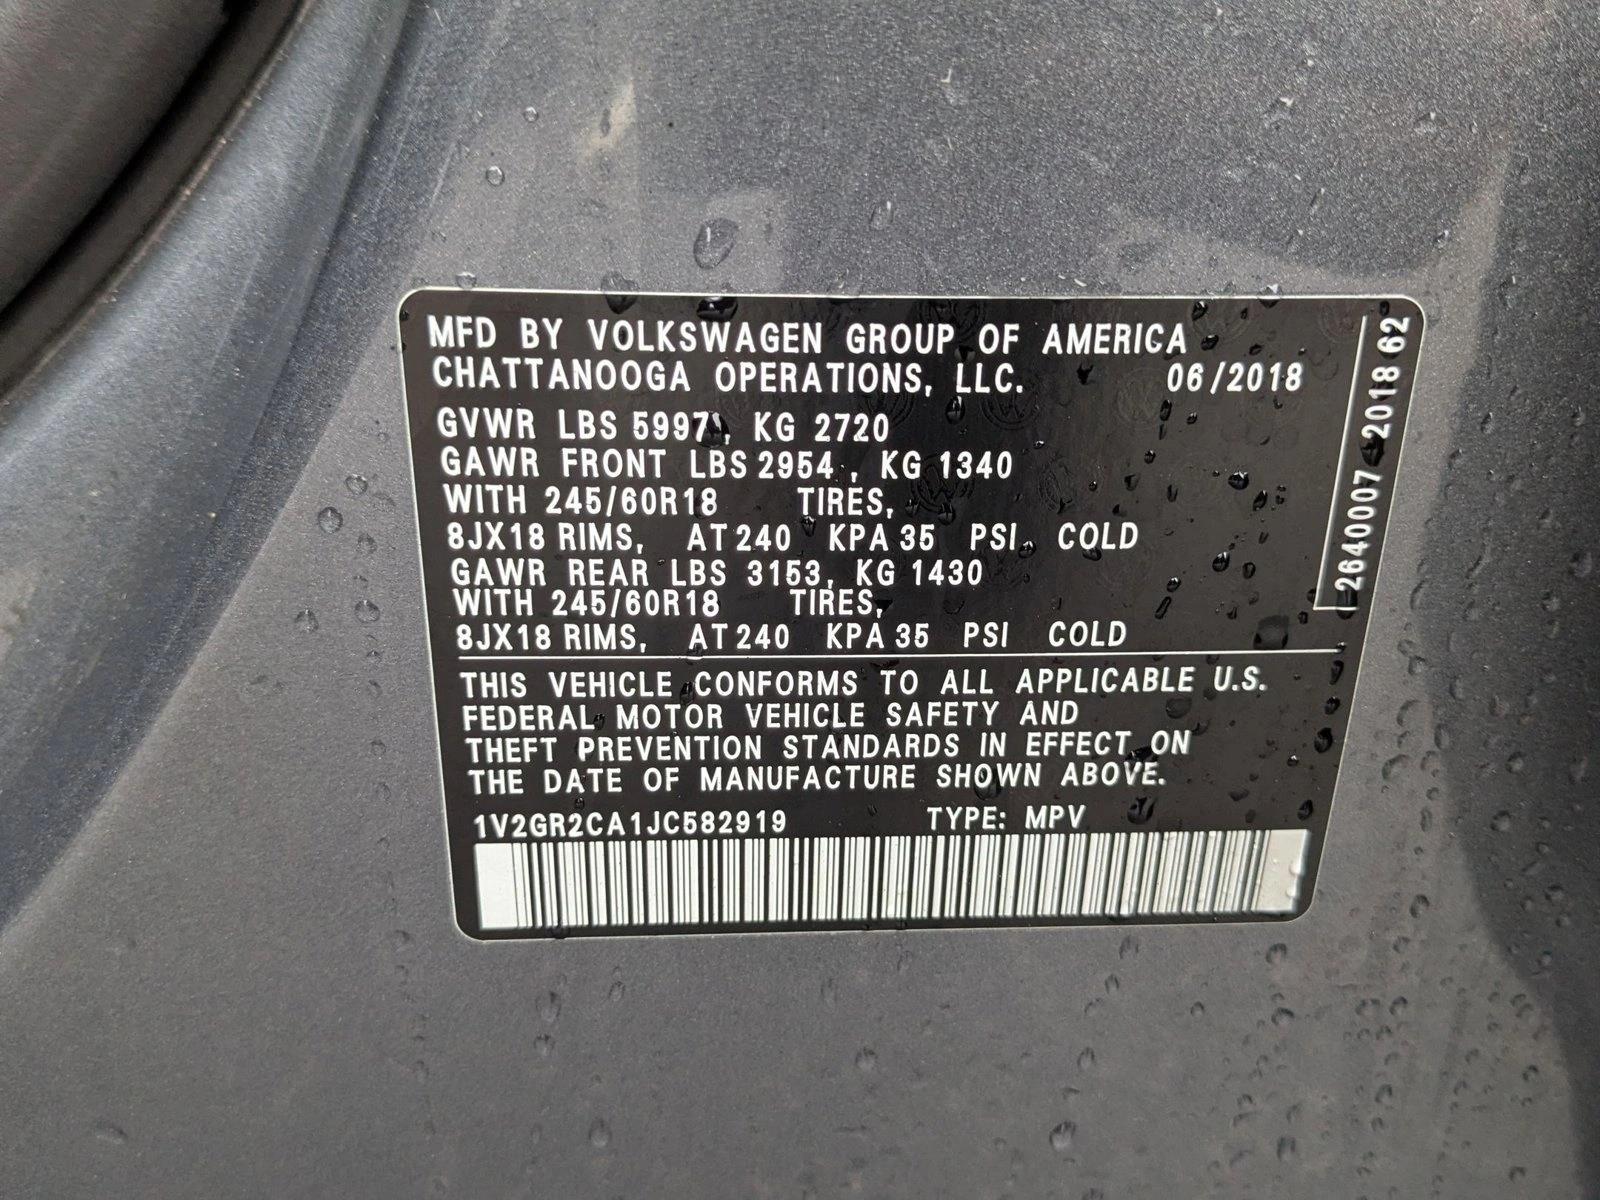 MFD BY VOLKSWAGEN GROUP OF AMERICA
CHATTANOOGA OPERATIONS, LLC. 06/2018
GVWR LBS 5997, KG 2720
GAWR FRONT LBS 2954, KG 1340
WITH 245/60R18 TIRES,
8JX18 RIMS, AT 240 KPA 35 PSI COLD
GAWR REAR LBS 3153, KG 1430
WITH 245/60R18 TIRES,
8JX18 RIMS, AT 240 KPA 35 PSI COLD
THIS VEHICLE CONFORMS TO ALL APPLICABLE U.S.
FEDERAL MOTOR VEHICLE SAFETY AND
THEFT PREVENTION STANDARDS IN EFFECT ON
THE DATE OF MANUFACTURE SHOWN ABOVE.
1V2GR2CA1JC582919 TYPE: MPV
2640007 2018 62